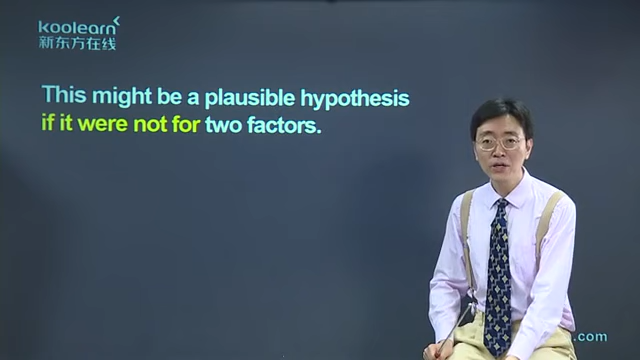 koolearn
新东方在线
This might be a plausible hypothesis
if it were not for two factors.
.com